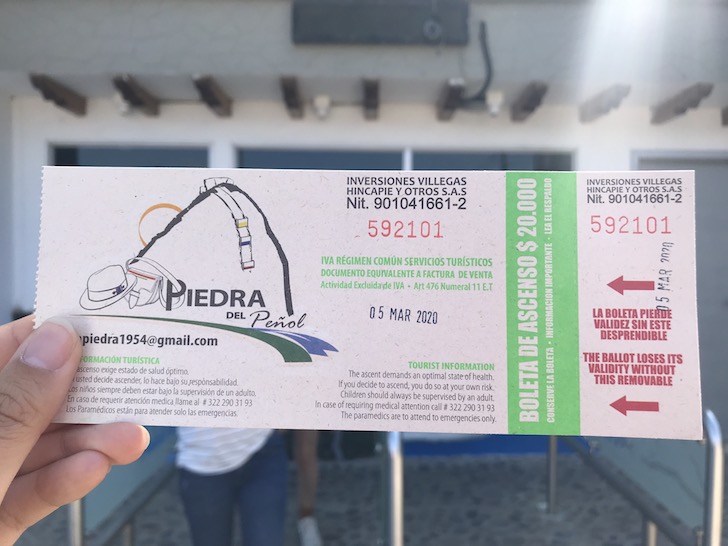 PIEDRA
DEL Peñol
piedra1954@gmail.com
FORMACIÓN TURÍSTICA
ascenso exige estado de salud óptimo.
usted decide ascender, lo hace bajo su responsabilidad.
Los niños siempre deben estar bajo la supervisión de un adulto.
En caso de requerir atención medica llame al # 322 290 31 93
Los Paramédicos están para atender solo las emergencias.
INVERSIONES VILLEGAS
HINCAPIE Y OTROS S.A.S
Nit. 901041661-2
592101
IVA RÉGIMEN COMÚN SERVICIOS TURÍSTICOS
DOCUMENTO EQUIVALENTE A FACTURA DE VENTA
Actividad Excluida de IVA • Art 476 Numeral 11 E.T
05 MAR 2020
TOURIST INFORMATION
The ascent demands an optimal state of health.
If you decide to ascend, you do so at your own risk.
Children should always be supervised by an adult.
In case of requiring medical attention call # 322 290 31 93
The paramedics are to attend to emergencies only.
BOLETA DE ASCENSO $ 20.000
CONSERVE LA BOLETA • INFORMACIÓN IMPORTANTE - LEA EL RESPALDO
INVERSIONES VILLEGAS
HINCAPIE Y OTROS S.A.S
Nit. 901041661-2
592101
05 MAR
LA BOLETA PIERDE
VALIDEZ SIN ESTE
DESPRENDIBLE
THE BALLOT LOSES ITS
VALIDITY WITHOUT
THIS REMOVABLE